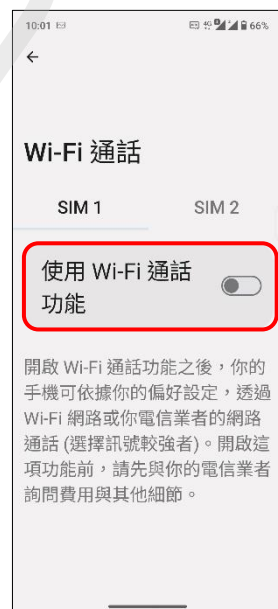 10:01
4G 66%
Wi-Fi 通話
SIM 1 SIM 2
使用 Wi-Fi 通話
功能
開啟 Wi-Fi 通話功能之後，你的
手機可依據你的偏好設定，透過
Wi-Fi 網路或你電信業者的網路
通話 (選擇訊號較強者)。開啟這
項功能前，請先與你的電信業者
詢問費用與其他細節。